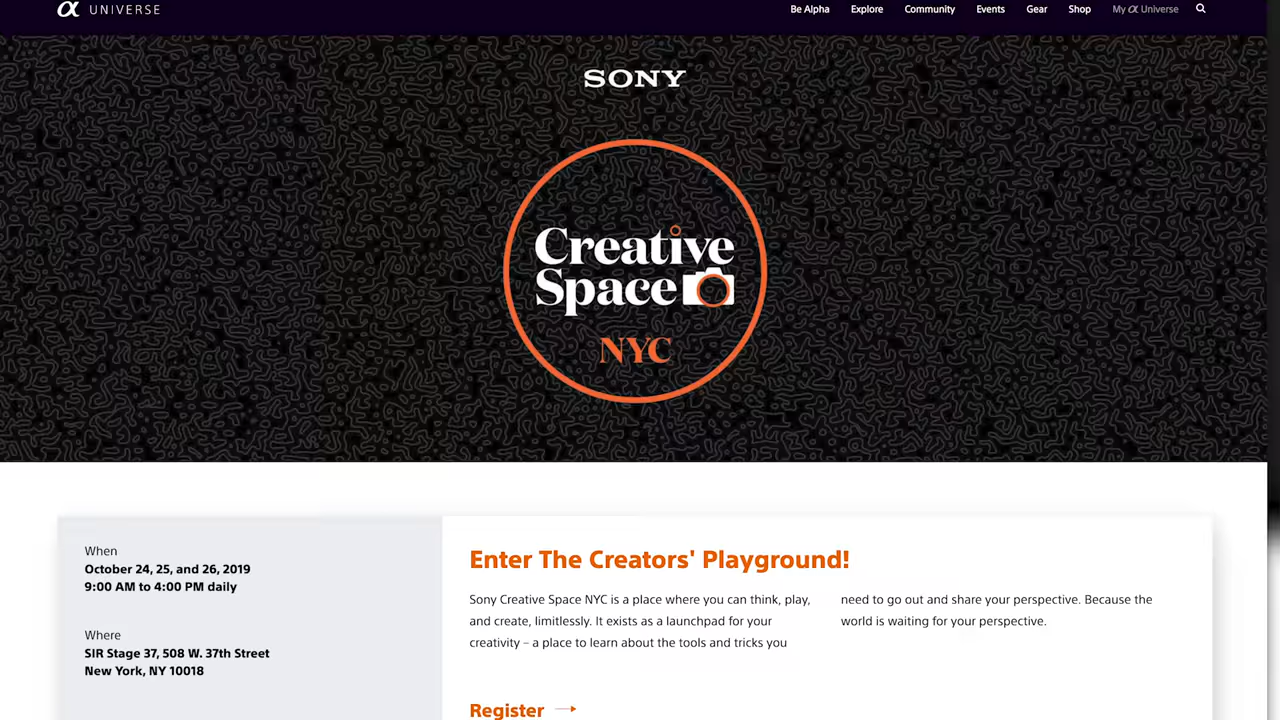 α UNIVERSE
Be Alpha Explore Community Events Gear Shop My α Universe
SONY
Creative
Space
NYC
When
October 24, 25, and 26, 2019
9:00 AM to 4:00 PM daily
Where
SIR Stage 37, 508 W. 37th Street
New York, NY 10018
Enter The Creators' Playground!
Sony Creative Space NYC is a place where you can think, play,
and create, limitlessly. It exists as a launchpad for your
creativity – a place to learn about the tools and tricks you
need to go out and share your perspective. Because the
world is waiting for your perspective.
Register